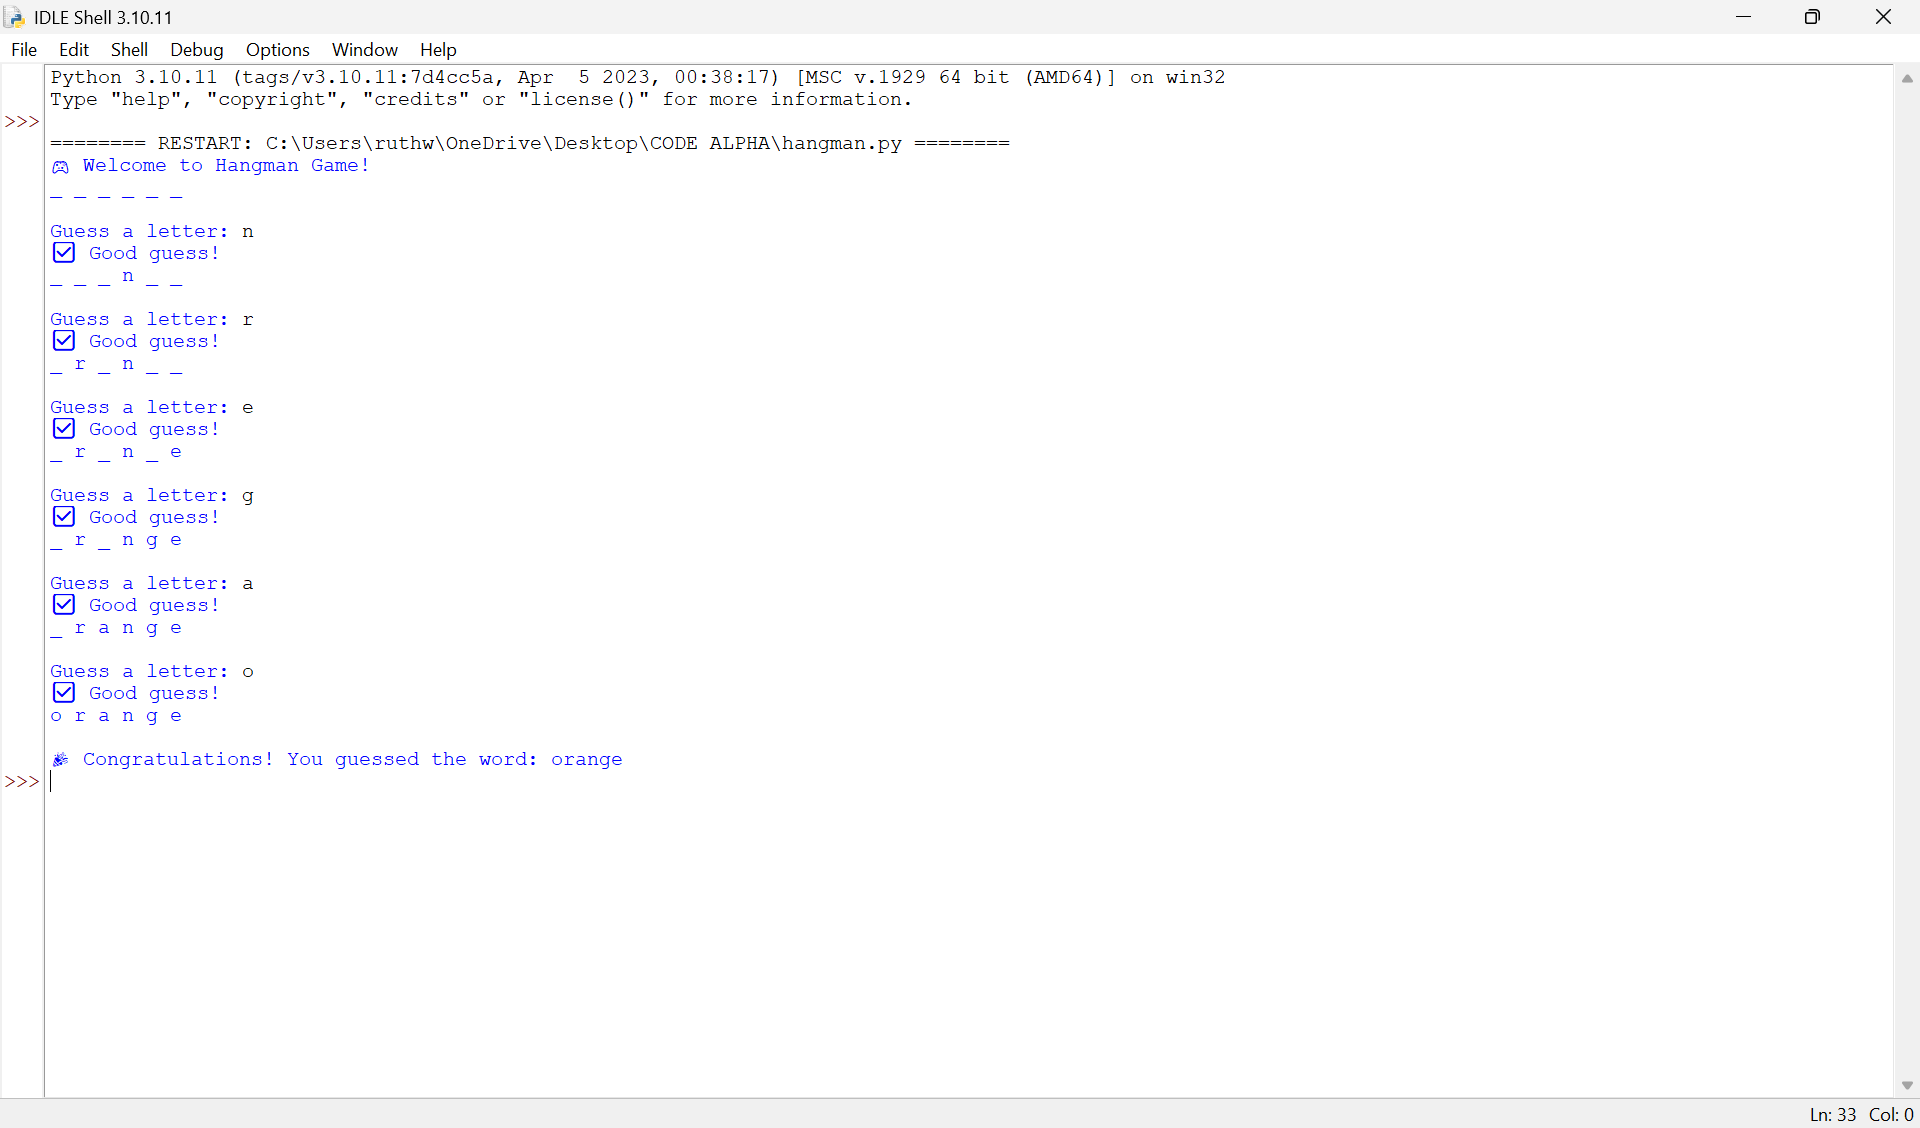 IDLE Shell 3.10.11
File Edit Shell Debug Options Window Help
Python 3.10.11 (tags/v3.10.11:7d4cc5a, Apr  5 2023, 00:38:17) [MSC v.1929 64 bit (AMD64)] on win32
Type "help", "copyright", "credits" or "license()" for more information.
>>>
======== RESTART: C:\Users\ruthw\OneDrive\Desktop\CODE ALPHA\hangman.py ========
🎮 Welcome to Hangman Game!
_ _ _ _ _ _
Guess a letter: n
✅ Good guess!
_ _ _ n _ _
Guess a letter: r
✅ Good guess!
_ r _ n _ _
Guess a letter: e
✅ Good guess!
_ r _ n _ e
Guess a letter: g
✅ Good guess!
_ r _ n g e
Guess a letter: a
✅ Good guess!
_ r a n g e
Guess a letter: o
✅ Good guess!
o r a n g e
🎉 Congratulations! You guessed the word: orange
>>>
Ln: 33 Col: 0